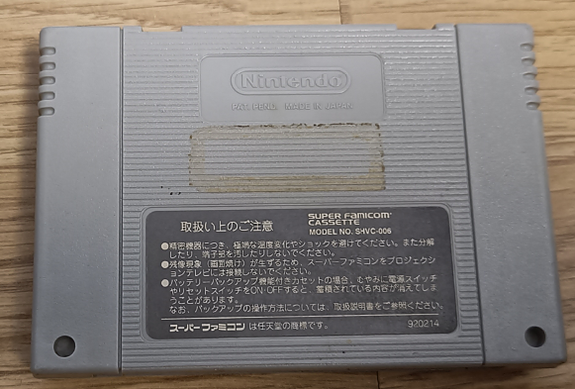 Nintendo
PAT. PEND. MADE IN JAPAN
取扱い上のご注意
SUPER FAMICOM
CASSETTE
MODEL NO. SHVC-006
●精密機器につき、極端な温度変化やショックを避けてください。また分解
したり、端子部を汚したりしないでください。
●残像現象（画面焼け）が生ずるため、スーパーファミコンをプロジェクシ
ョンテレビには接続しないでください。
●バッテリーバックアップ機能付きカセットの場合、むやみに電源スイッチ
やリセットスイッチをON・OFFすると、蓄積されている内容が消えてしま
うことがあります。
なお、バックアップの操作方法については、取扱説明書をご参照ください。
スーパーファミコンは任天堂の商標です。
920214